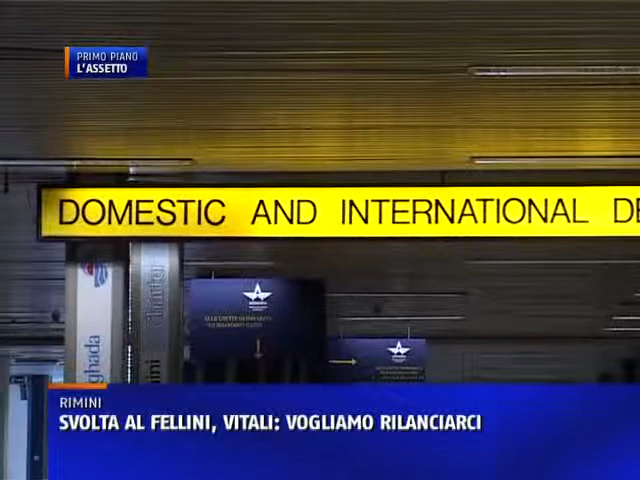 PRIMO PIANO
L'ASSETTO
DOMESTIC AND INTERNATIONAL DE
RIMINI
SVOLTA AL FELLINI, VITALI: VOGLIAMO RILANCIARCI